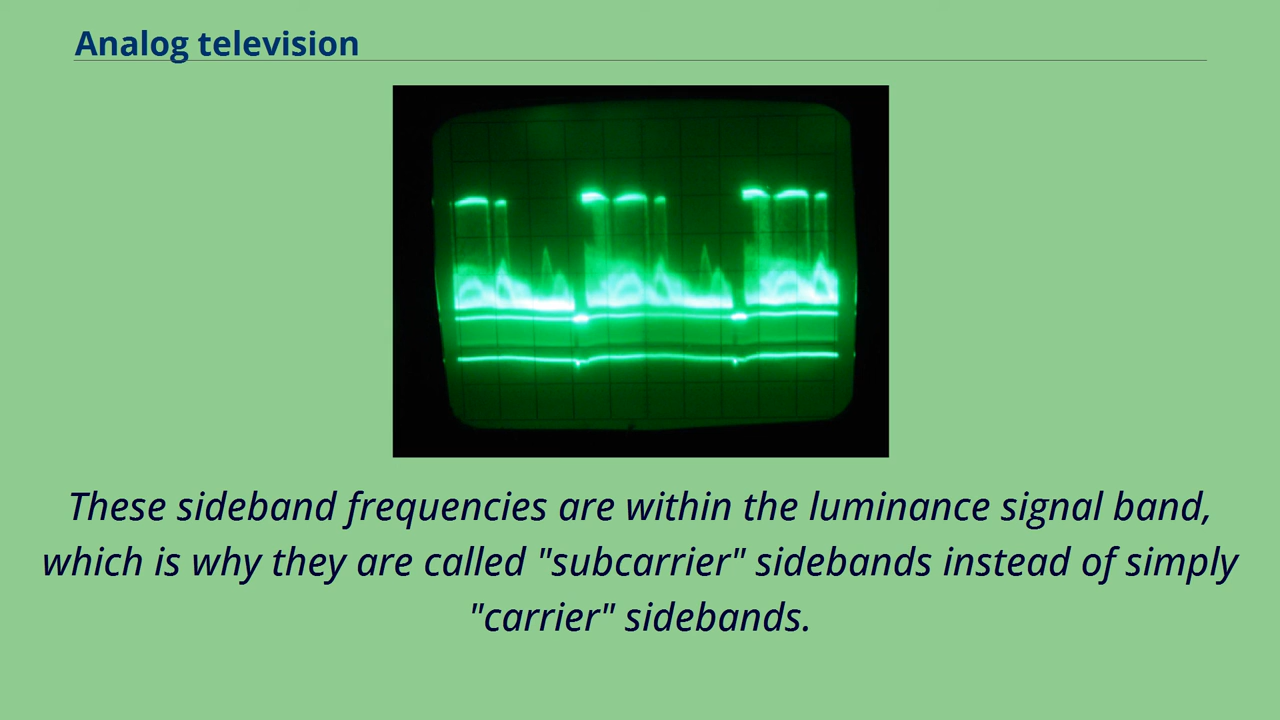 Analog television
These sideband frequencies are within the luminance signal band,
which is why they are called "subcarrier" sidebands instead of simply
"carrier" sidebands.